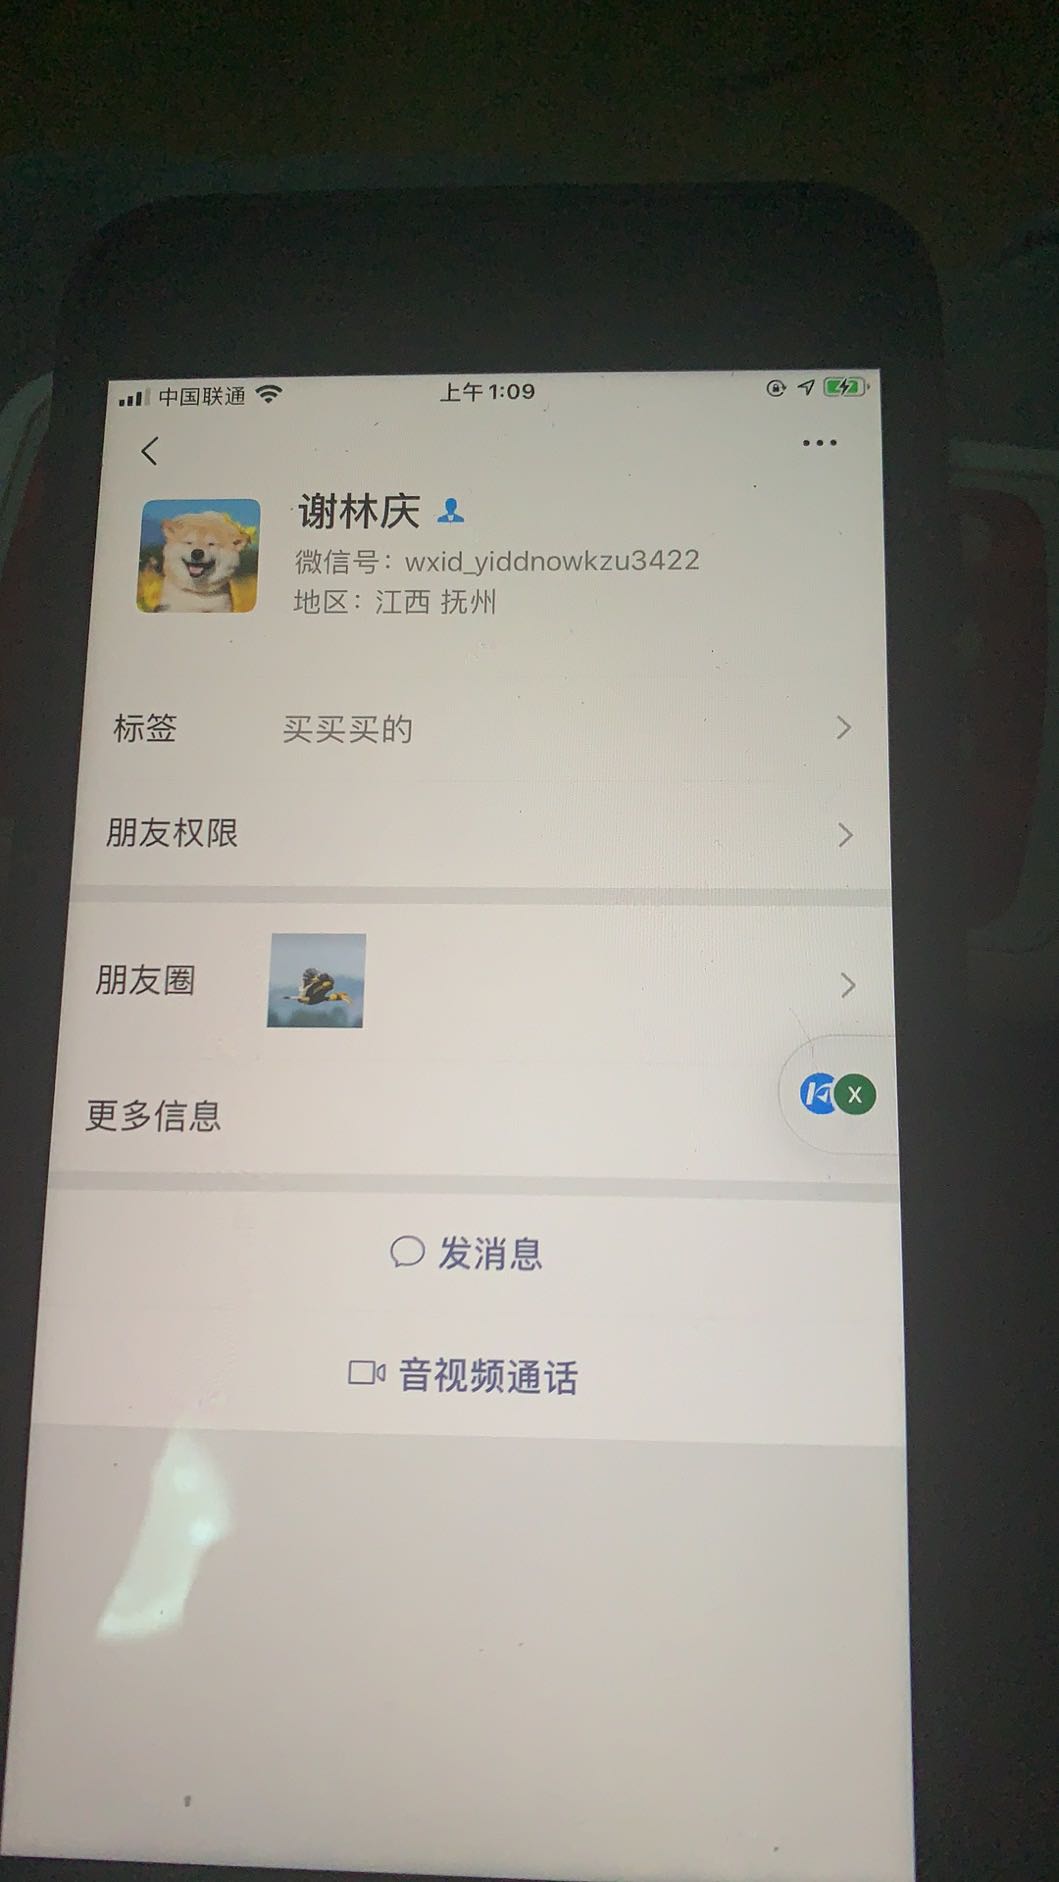 中国联通
上午 1:09
谢林庆
微信号：wxid_yiddnowkzu3422
地区：江西 抚州
标签 买买买的
朋友权限
朋友圈
更多信息
X
发消息
音视频通话